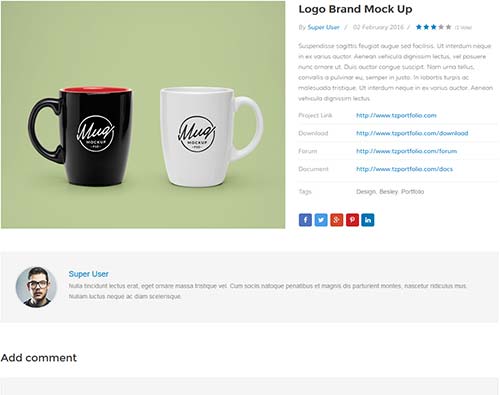 Logo Brand Mock Up
By Super User / 02 February 2016 / (1 Vote)
Suspendisse sagittis feugiat augue sed facilisis. Ut interdum neque
in ex varius auctor. Aenean vehicula dignissim lectus, vel posuere
nunc ornare ut. Duis auctor congue suscipit. Nam urna tellus,
convallis a pulvinar eu, semper in justo. In lobortis turpis ac
malesuada tristique. Ut interdum neque in ex varius auctor. Aenean
vehicula dignissim lectus.
Project Link http://www.tzportfolio.com
Download http://www.tzportfolio.com/download
Forum http://www.tzportfolio.com/forum
Document http://www.tzportfolio.com/docs
Tags Design, Besley, Portfolio
Mug
MOCKUP
PSD
Mug
MOCKUP
PSD
Super User
Nulla tincidunt lectus erat, eget ornare massa tristique vel. Cum sociis natoque penatibus et magnis dis parturient montes, nascetur ridiculus mus.
Nullam luctus neque ac diam scelerisque.
Add comment